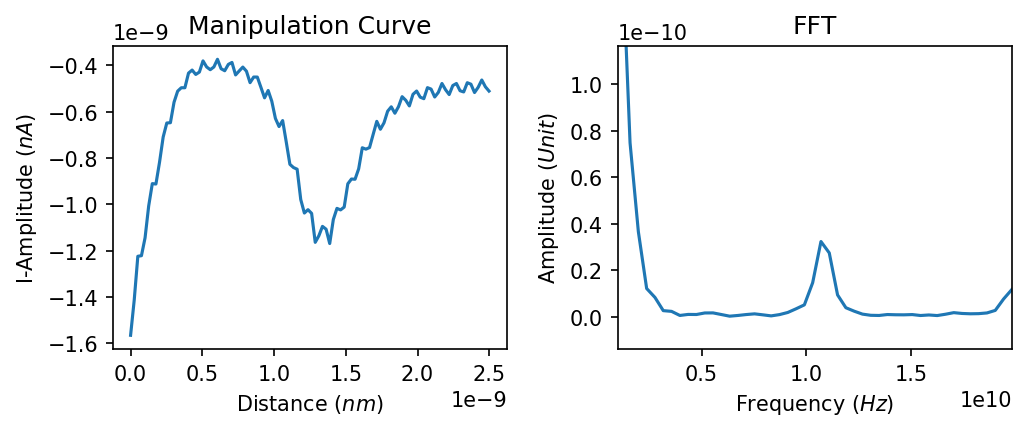 Manipulation Curve
1e−9
I-Amplitude (nA)
−0.4
−0.6
−0.8
−1.0
−1.2
−1.4
−1.6
0.0 0.5 1.0 1.5 2.0 2.5
Distance (nm)
1e−9
FFT
1e−10
Amplitude (Unit)
1.0
0.8
0.6
0.4
0.2
0.0
0.5 1.0 1.5
Frequency (Hz)
1e10